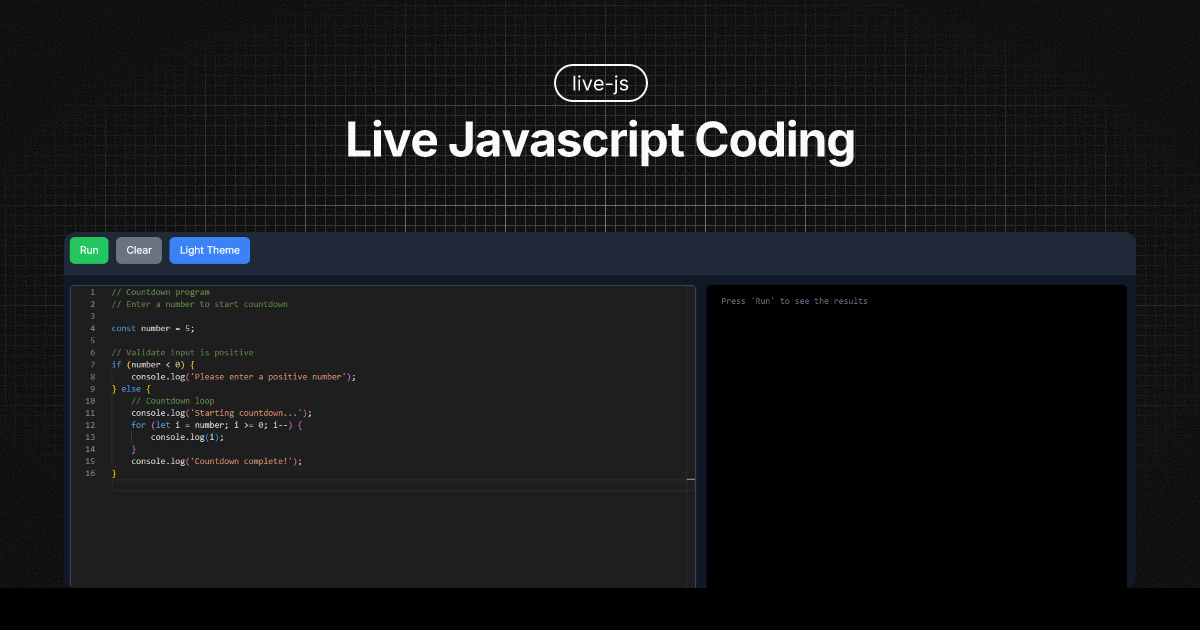 live-js
Live Javascript Coding
Run Clear Light Theme
1 // Countdown program
2 // Enter a number to start countdown
3
4 const number = 5;
5
6 // Validate input is positive
7 if (number < 0) {
8 console.log('Please enter a positive number');
9 } else {
10 // Countdown loop
11 console.log('Starting countdown...');
12 for (let i = number; i >= 0; i--) {
13 console.log(i);
14 }
15 console.log('Countdown complete!');
16 }
Press 'Run' to see the results